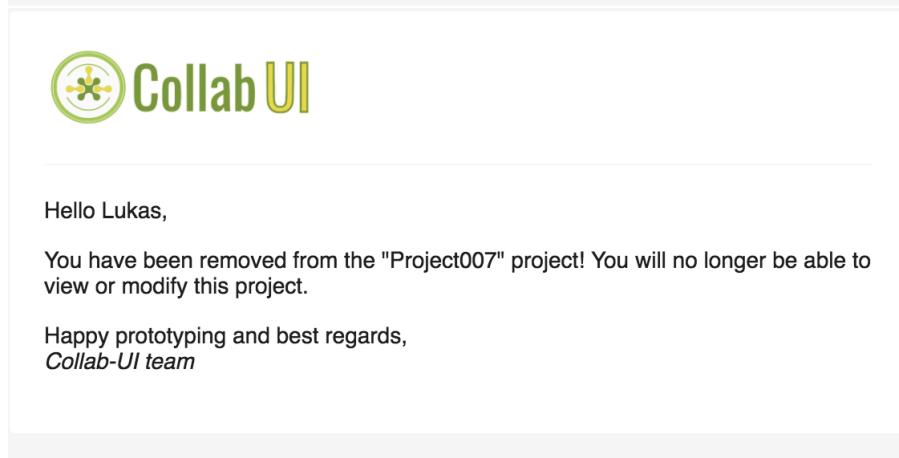 Collab UI
Hello Lukas,
You have been removed from the "Project007" project! You will no longer be able to
view or modify this project.
Happy prototyping and best regards,
Collab-UI team